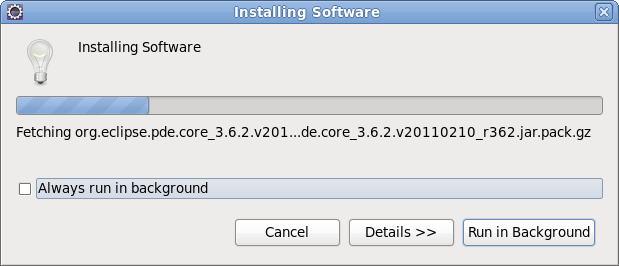 Installing Software
Installing Software
Fetching org.eclipse.pde.core_3.6.2.v201...de.core_3.6.2.v20110210_r362.jar.pack.gz
Always run in background
Cancel
Details >>
Run in Background